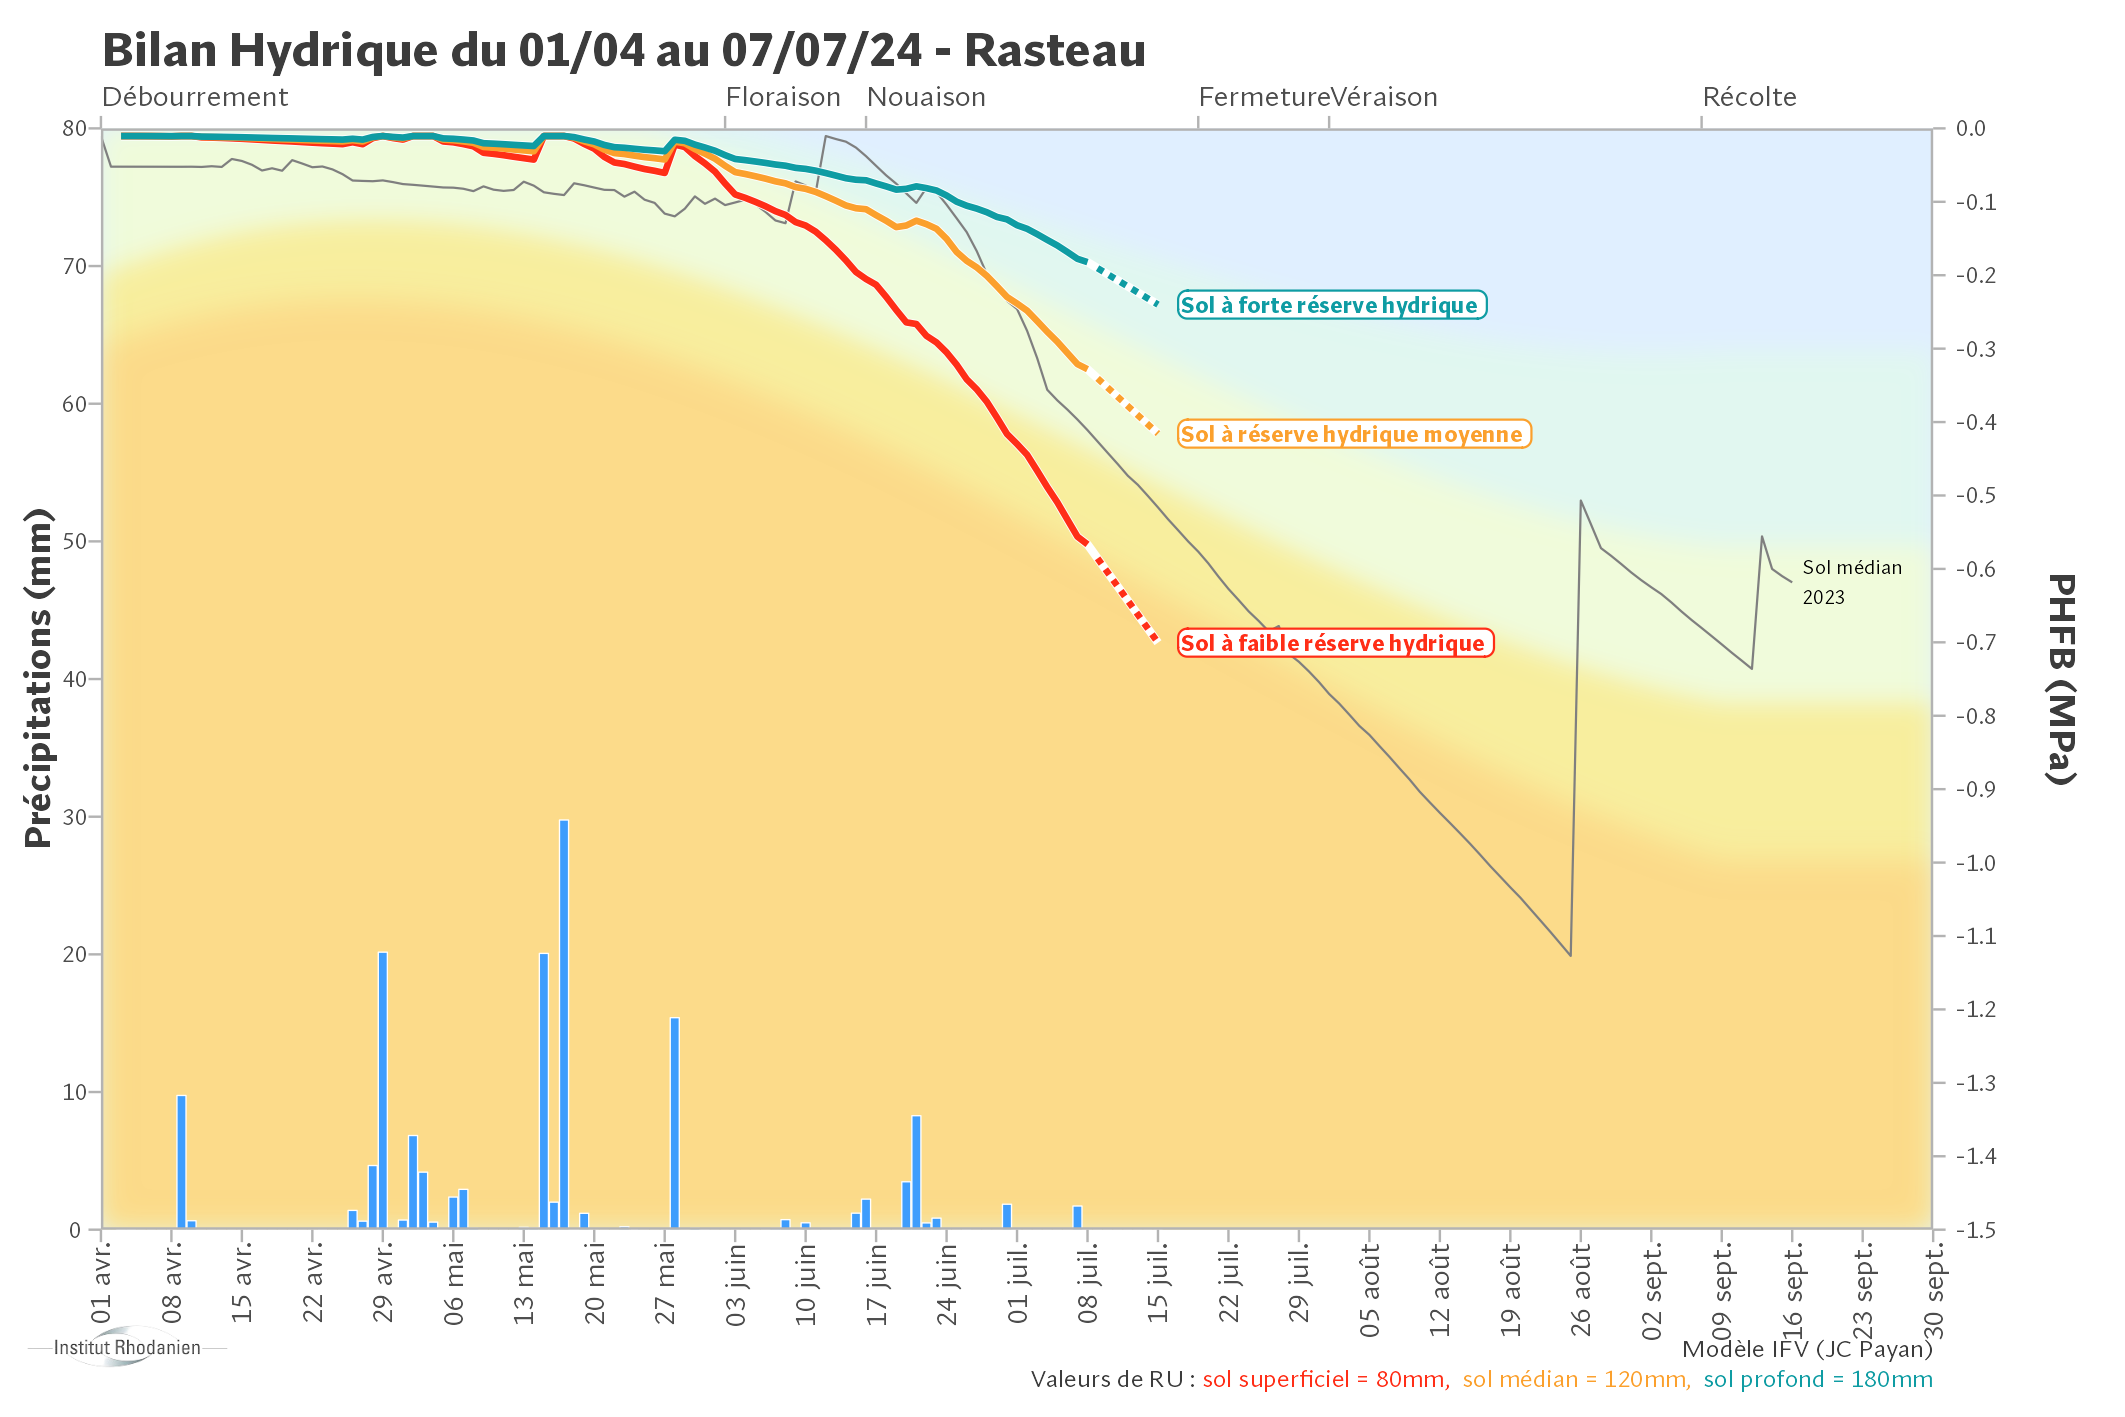 Bilan Hydrique du 01/04 au 07/07/24 - Rasteau
Débourrement Floraison Nouaison Fermeture Véraison Récolte
Précipitations (mm)
80
70
60
50
40
30
20
10
0
PHFB (MPa)
0.0
-0.1
-0.2
-0.3
-0.4
-0.5
-0.6
-0.7
-0.8
-0.9
-1.0
-1.1
-1.2
-1.3
-1.4
-1.5
Sol à forte réserve hydrique
Sol à réserve hydrique moyenne
Sol à faible réserve hydrique
Sol médian
2023
01 avr.
08 avr.
15 avr.
22 avr.
29 avr.
06 mai
13 mai
20 mai
27 mai
03 juin
10 juin
17 juin
24 juin
01 juil.
08 juil.
15 juil.
22 juil.
29 juil.
05 août
12 août
19 août
26 août
02 sept.
09 sept.
16 sept.
23 sept.
30 sept.
Institut Rhodanien
Modèle IFV (JC Payan)
Valeurs de RU : sol superficiel = 80mm, sol médian = 120mm, sol profond = 180mm